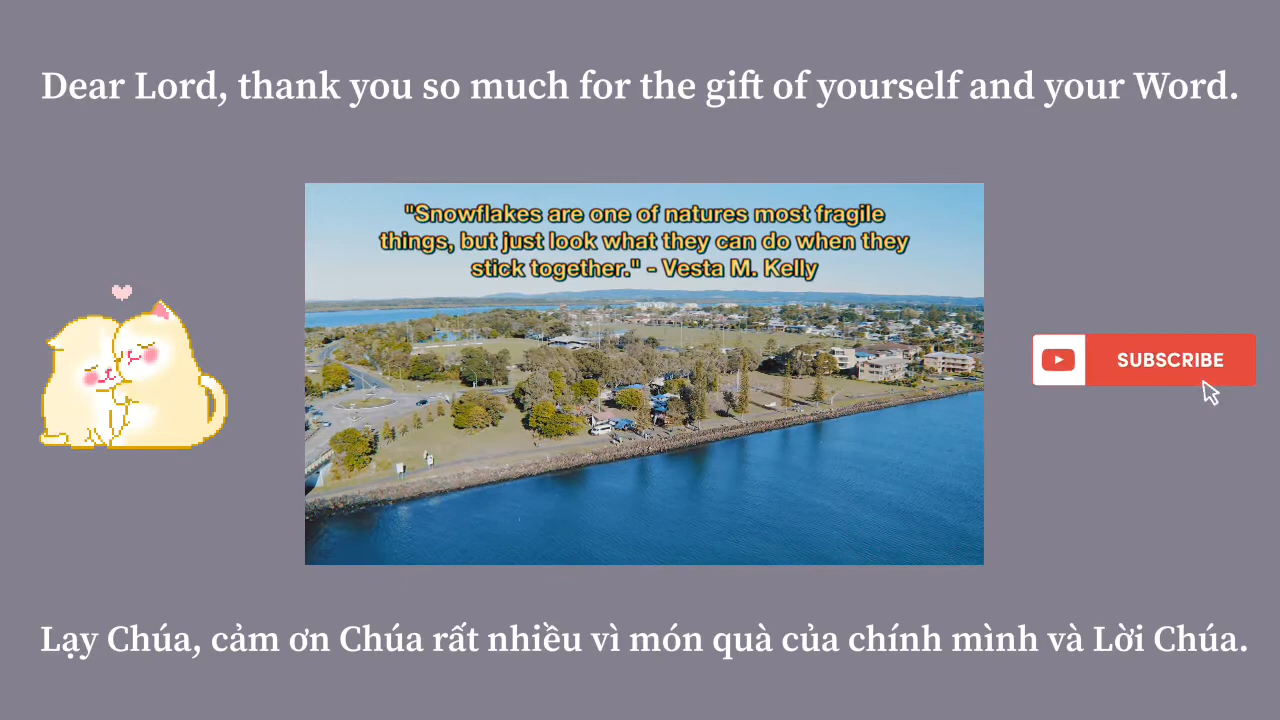 Dear Lord, thank you so much for the gift of yourself and your Word.
"Snowflakes are one of natures most fragile
things, but just look what they can do when they
stick together." - Vesta M. Kelly
SUBSCRIBE
Lạy Chúa, cảm ơn Chúa rất nhiều vì món quà của chính mình và Lời Chúa.